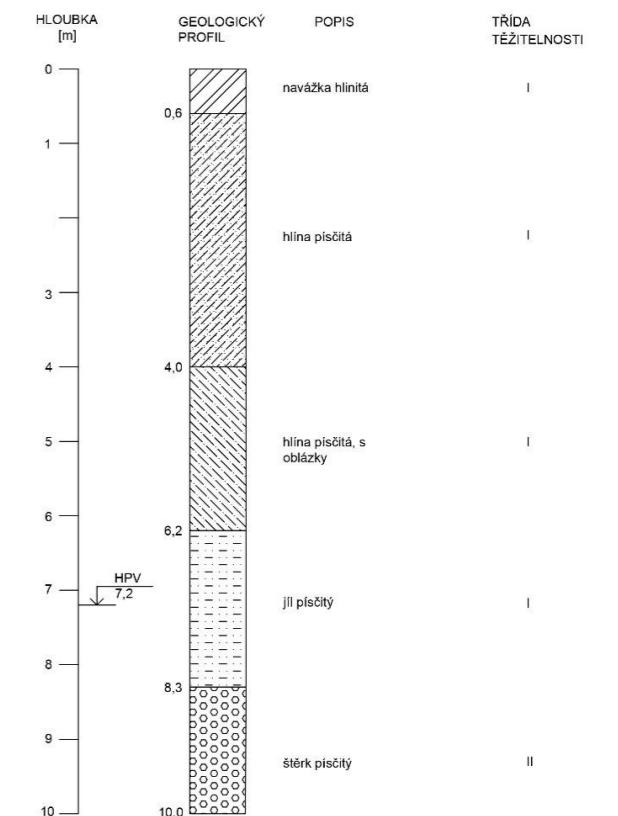 HLOUBKA
[m]
GEOLOGICKÝ
PROFIL
POPIS
TŘÍDA
TĚŽITELNOSTI
0
navážka hlinitá
I
0,6
1
hlína písčitá
I
3
4
4,0
5
hlína písčitá, s
oblázky
I
6
6,2
HPV
7
7,2
jíl písčitý
I
8
8,3
9
štěrk písčitý
II
10
10,0